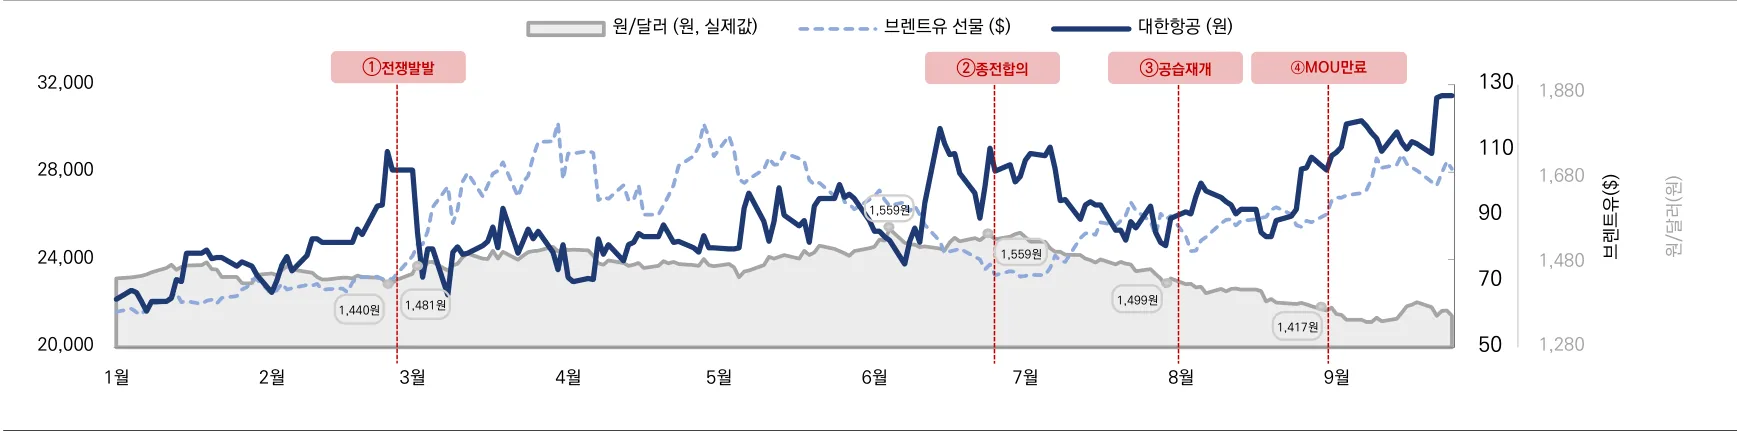 원/달러 (원, 실제값) 브렌트유 선물 ($) 대한항공 (원)
①전쟁발발 ②종전합의 ③공습재개 ④MOU만료
32,000 130 1,880
28,000 110 1,680
24,000 90 1,480
20,000 70 1,280
50
브렌트유($)
원/달러(원)
1,440원
1,481원
1,559원
1,559원
1,499원
1,417원
1월 2월 3월 4월 5월 6월 7월 8월 9월